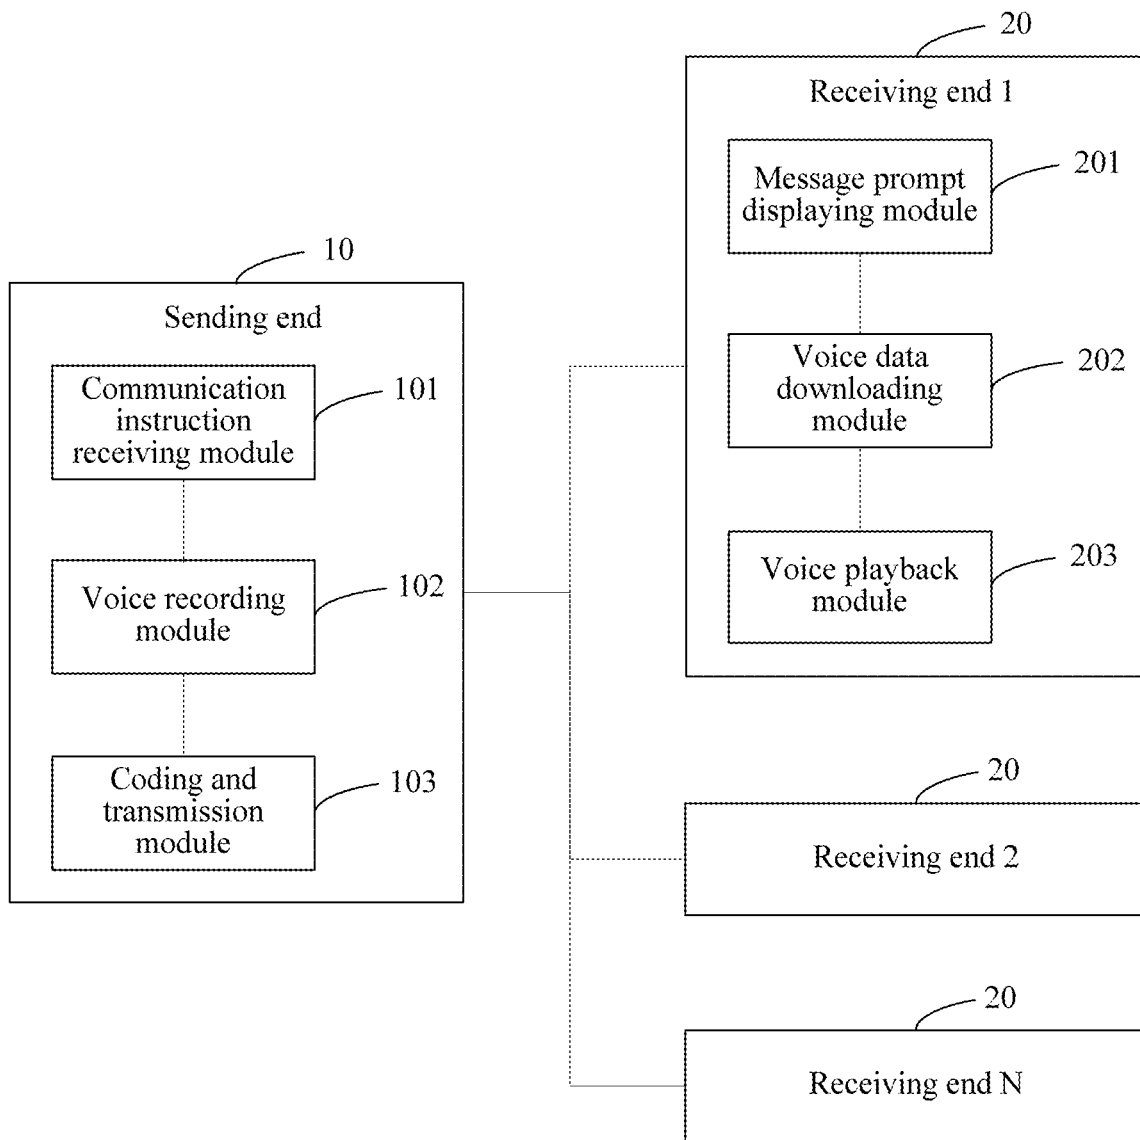 10
Sending end
Communication
instruction
receiving module
101
Voice recording
module
102
Coding and
transmission
module
103
20
Receiving end 1
Message prompt
displaying module
201
Voice data
downloading
module
202
Voice playback
module
203
20
Receiving end 2
20
Receiving end N